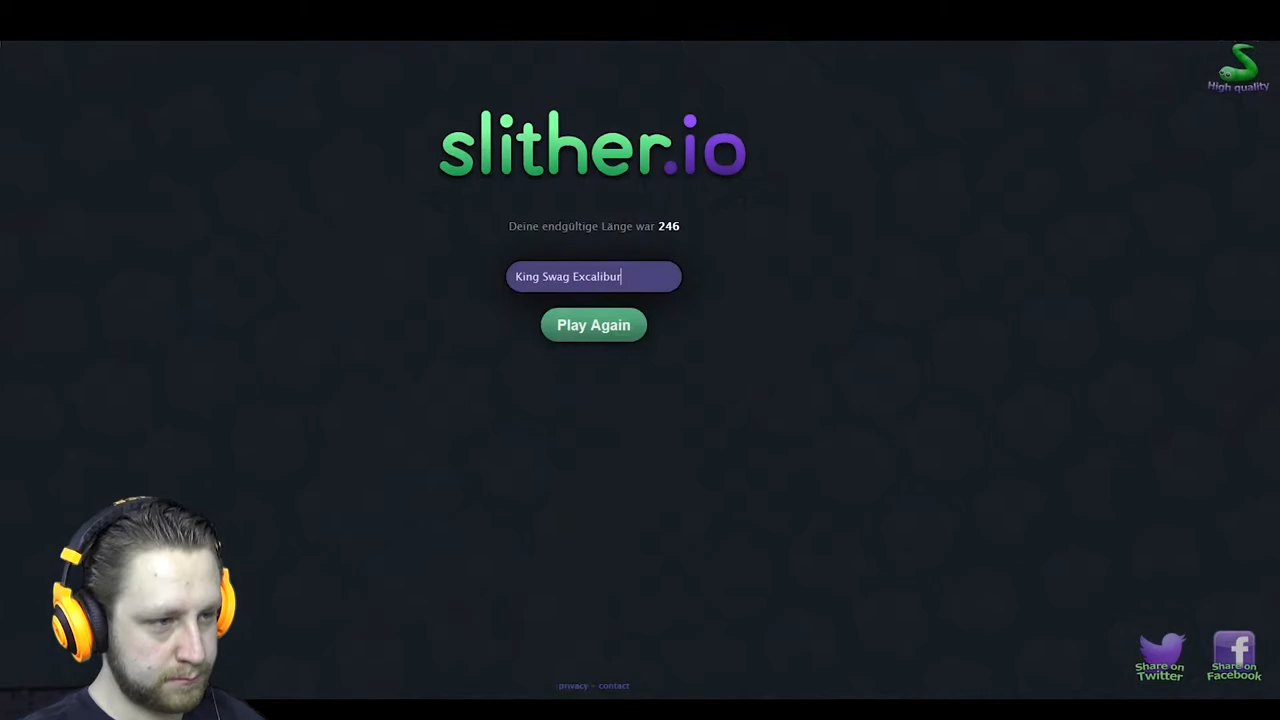 High quality
slither.io
Deine endgültige Länge war 246
King Swag Excalibur
Play Again
Share on
Twitter
Share on
Facebook
privacy - contact